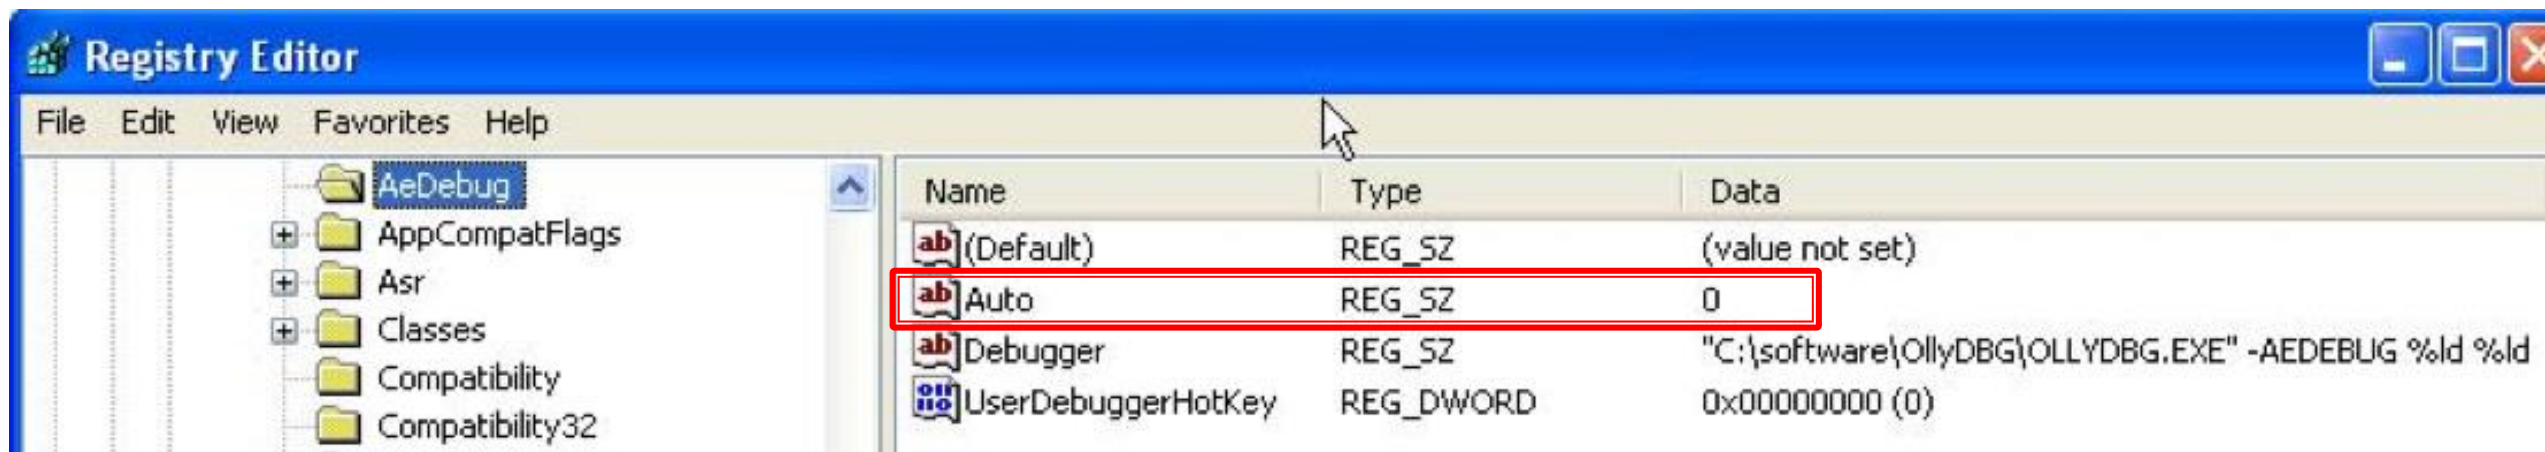 Registry Editor
File Edit View Favorites Help
AeDebug
AppCompatFlags
Asr
Classes
Compatibility
Compatibility32
Name Type Data
(Default) REG_SZ (value not set)
Auto REG_SZ 0
Debugger REG_SZ "C:\software\OllyDBG\OLLYDBG.EXE" -AEDEBUG %ld %ld
UserDebuggerHotKey REG_DWORD 0x00000000 (0)